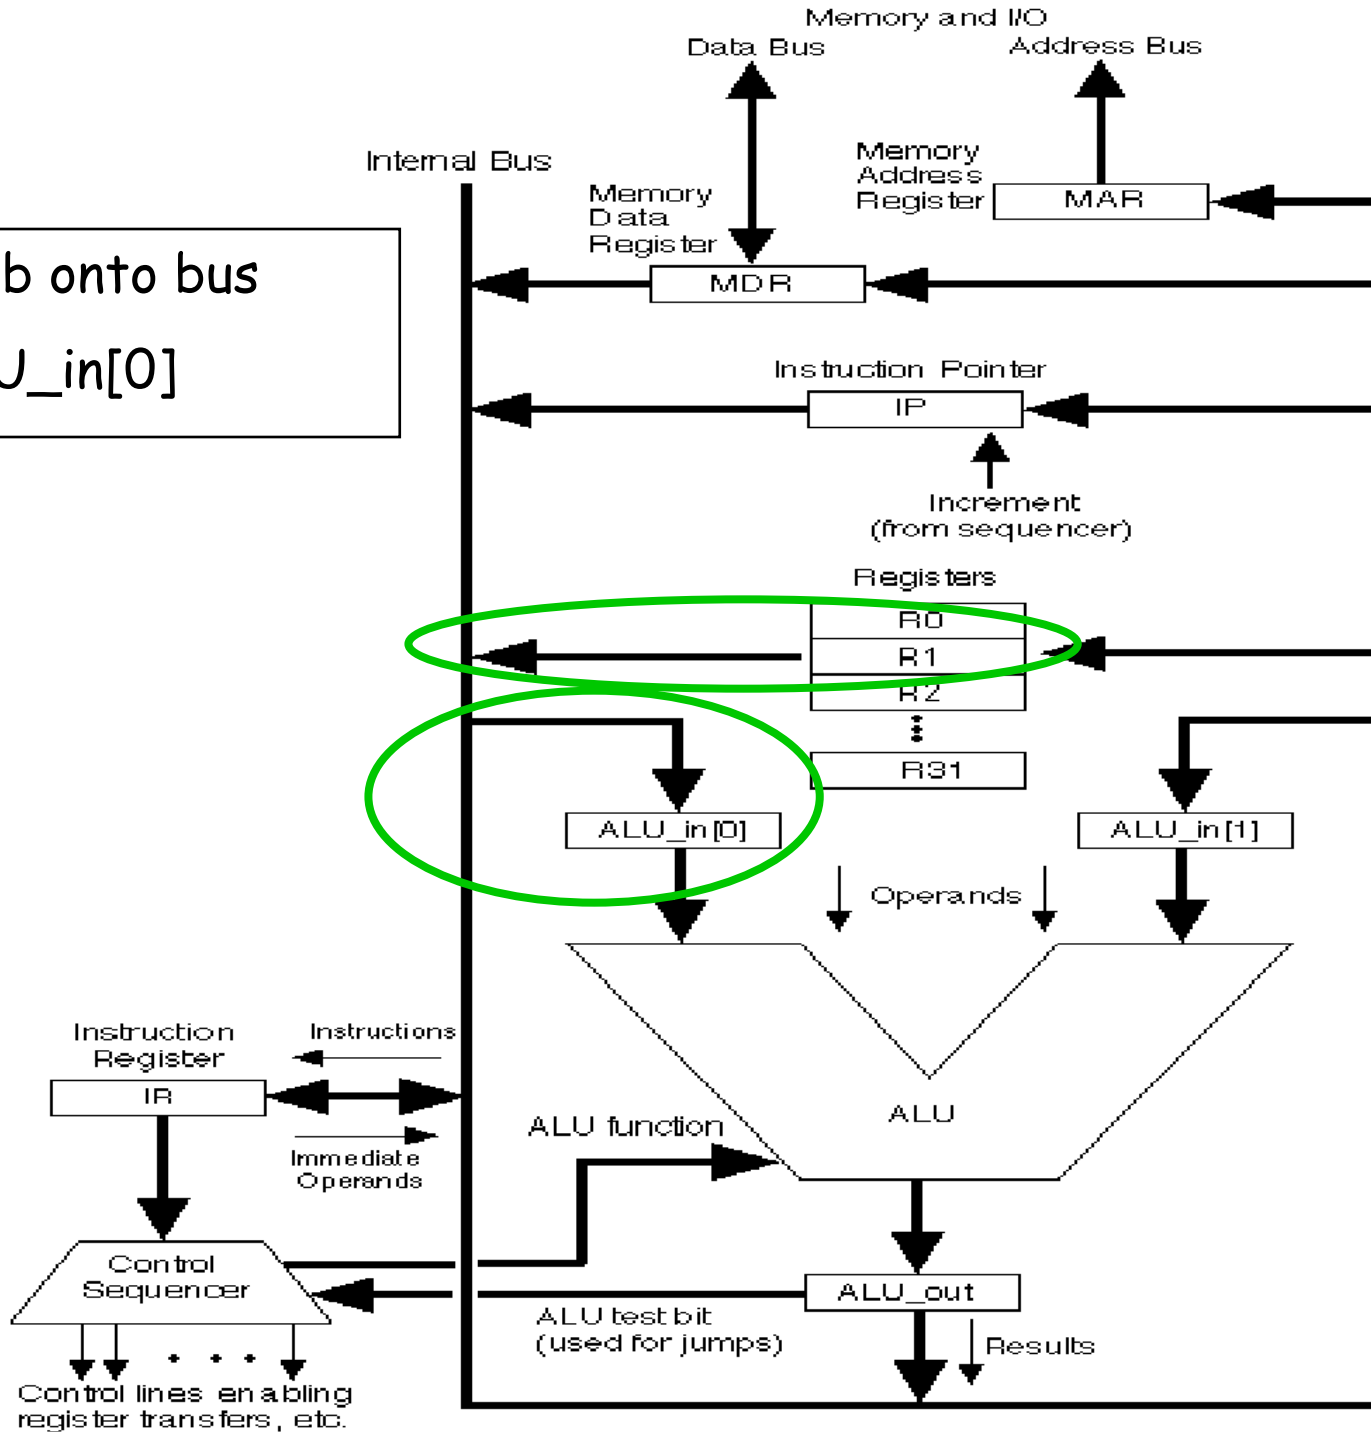 Memory and I/O
Data Bus
Address Bus
Internal Bus
Memory
Address
Register
MAR
Memory
Data
Register
MDR
b onto bus
U_in[0]
Instruction Pointer
IP
Increment
(from sequencer)
Registers
R0
R1
R2
R31
ALU_in[0]
ALU_in[1]
Operands
Instruction
Register
Instructions
IR
Immediate
Operands
ALU function
ALU
Control
Sequencer
ALU_out
ALU test bit
(used for jumps)
Results
Control lines enabling
register transfers, etc.